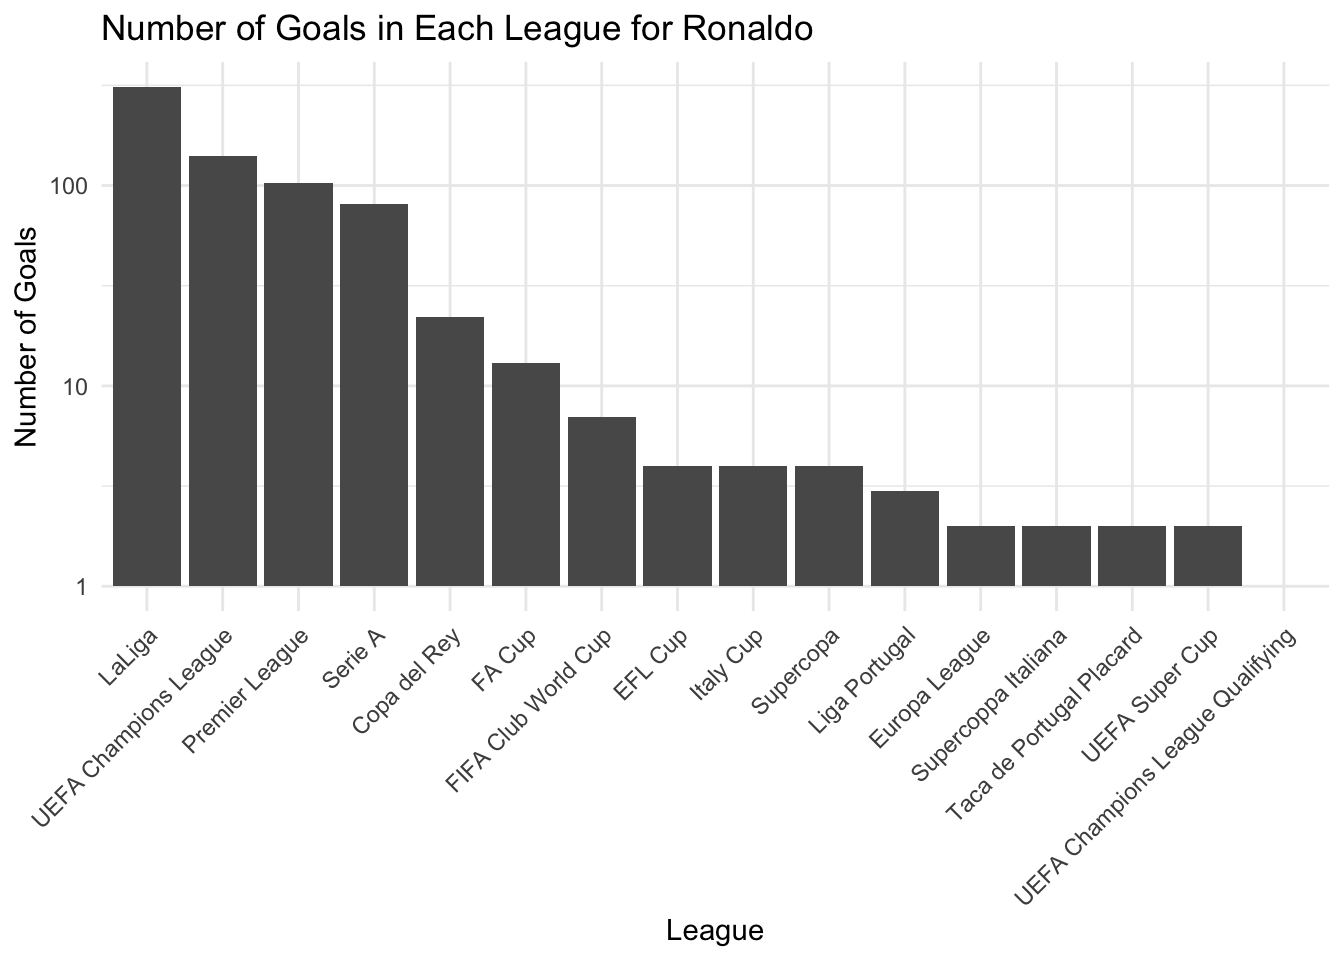 Number of Goals in Each League for Ronaldo
Number of Goals
100
10
1
LaLiga
UEFA Champions League
Premier League
Serie A
Copa del Rey
FA Cup
FIFA Club World Cup
EFL Cup
Italy Cup
Supercopa
Liga Portugal
Europa League
Supercoppa Italiana
Taca de Portugal Placard
UEFA Super Cup
UEFA Champions League Qualifying
League